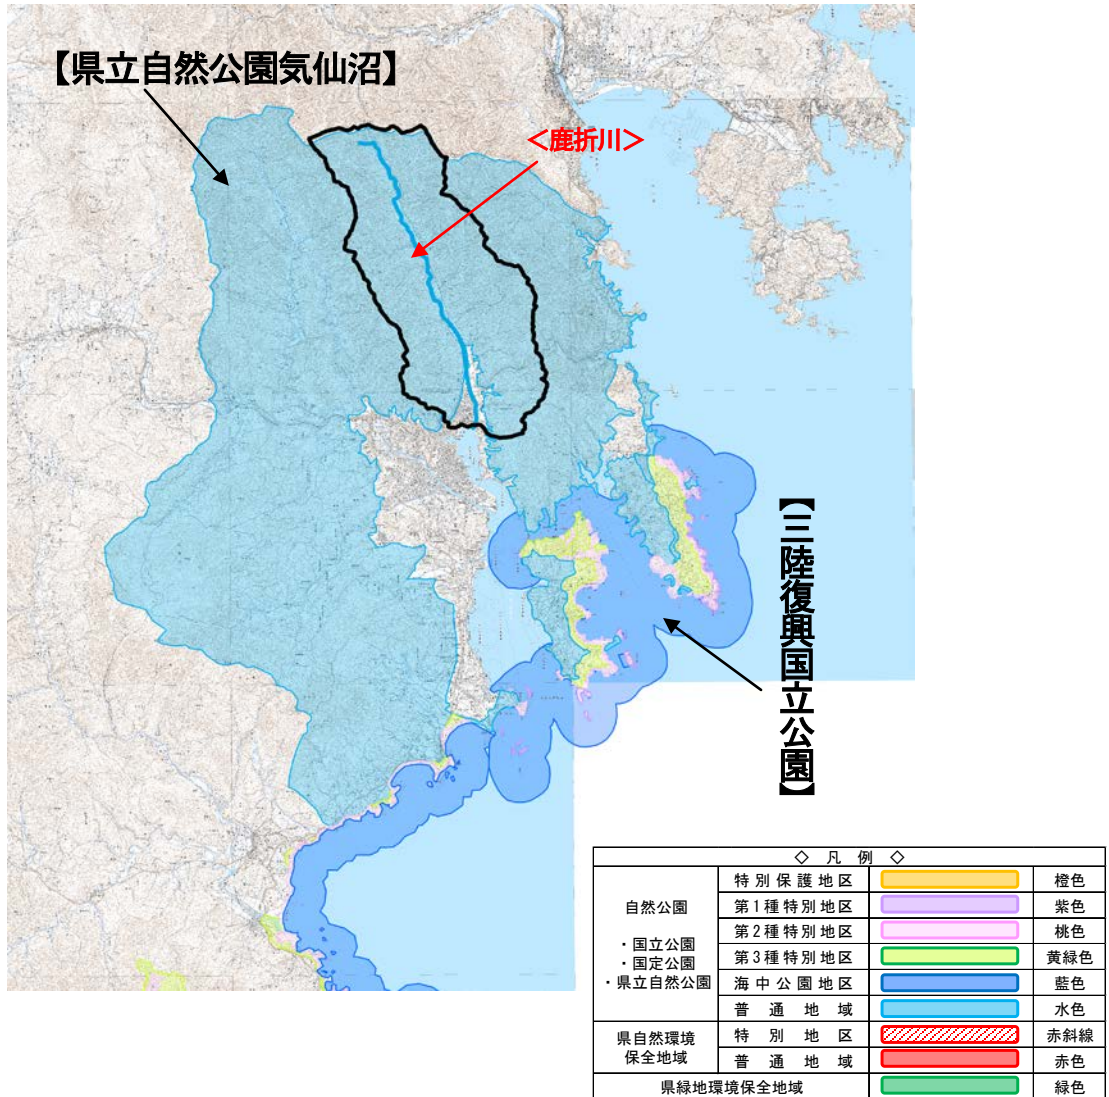 【県立自然公園気仙沼】
＜鹿折川＞
【三陸復興国立公園】
◇ 凡 例 ◇
自然公園
・国立公園
・国定公園
・県立自然公園
特別保護地区 橙色
第1種特別地区 紫色
第2種特別地区 桃色
第3種特別地区 黄緑色
海中公園地区 藍色
普通地域 水色
県自然環境
保全地域
特別地区 赤斜線
普通地域 赤色
県緑地環境保全地域 緑色